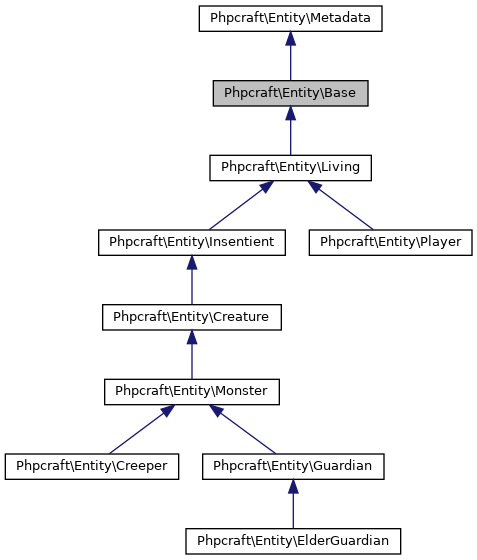 Phpcraft\Entity\Metadata
Phpcraft\Entity\Base
Phpcraft\Entity\Living
Phpcraft\Entity\Insentient
Phpcraft\Entity\Player
Phpcraft\Entity\Creature
Phpcraft\Entity\Monster
Phpcraft\Entity\Creeper
Phpcraft\Entity\Guardian
Phpcraft\Entity\ElderGuardian